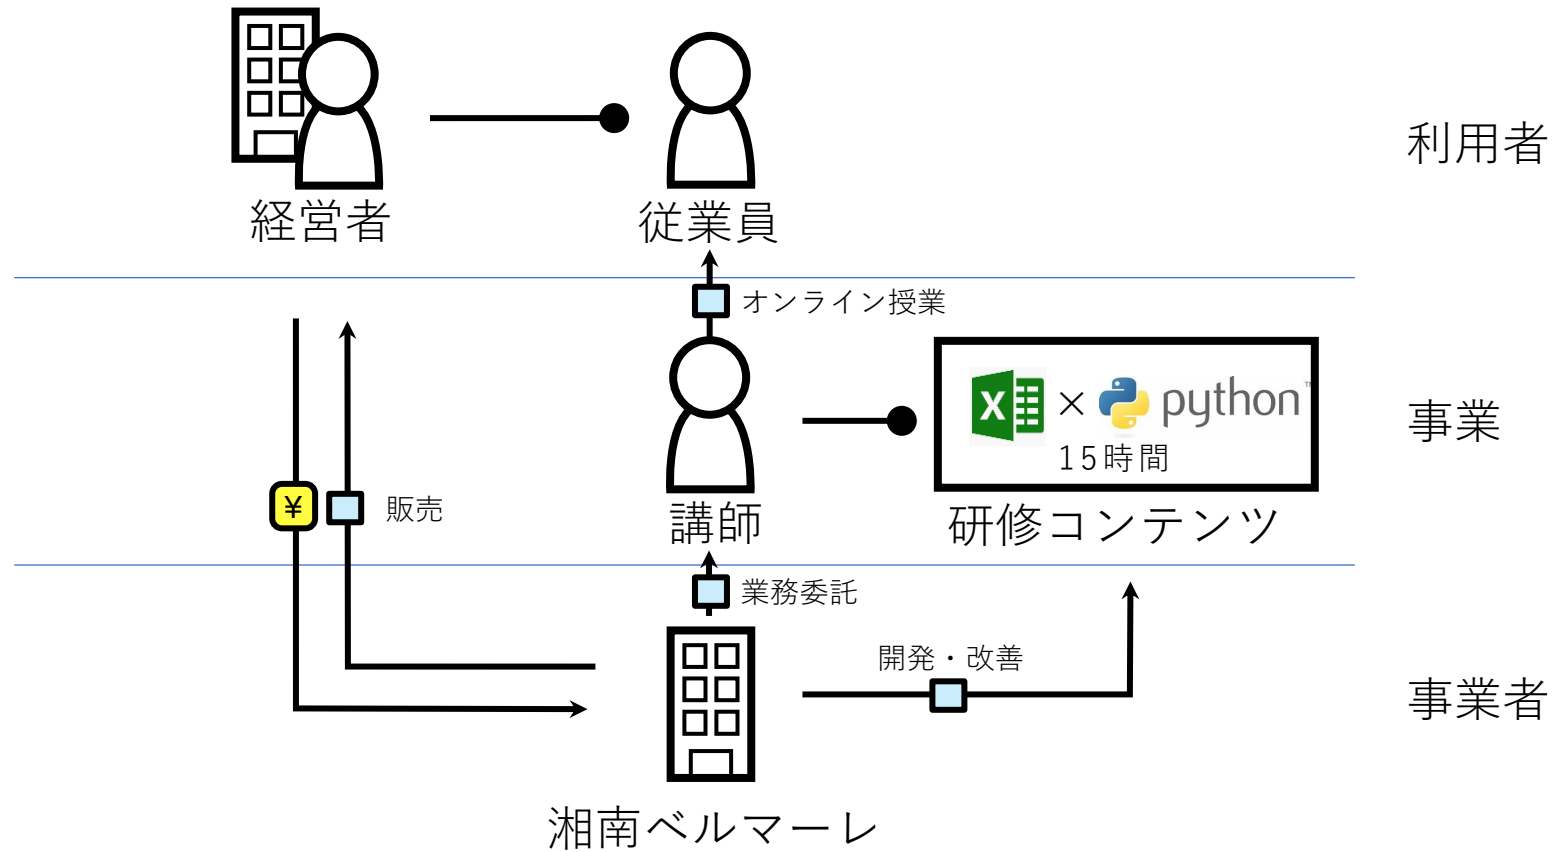 経営者
従業員
利用者
オンライン授業
¥
販売
講師
X
×
python™
15時間
研修コンテンツ
事業
業務委託
開発・改善
湘南ベルマーレ
事業者